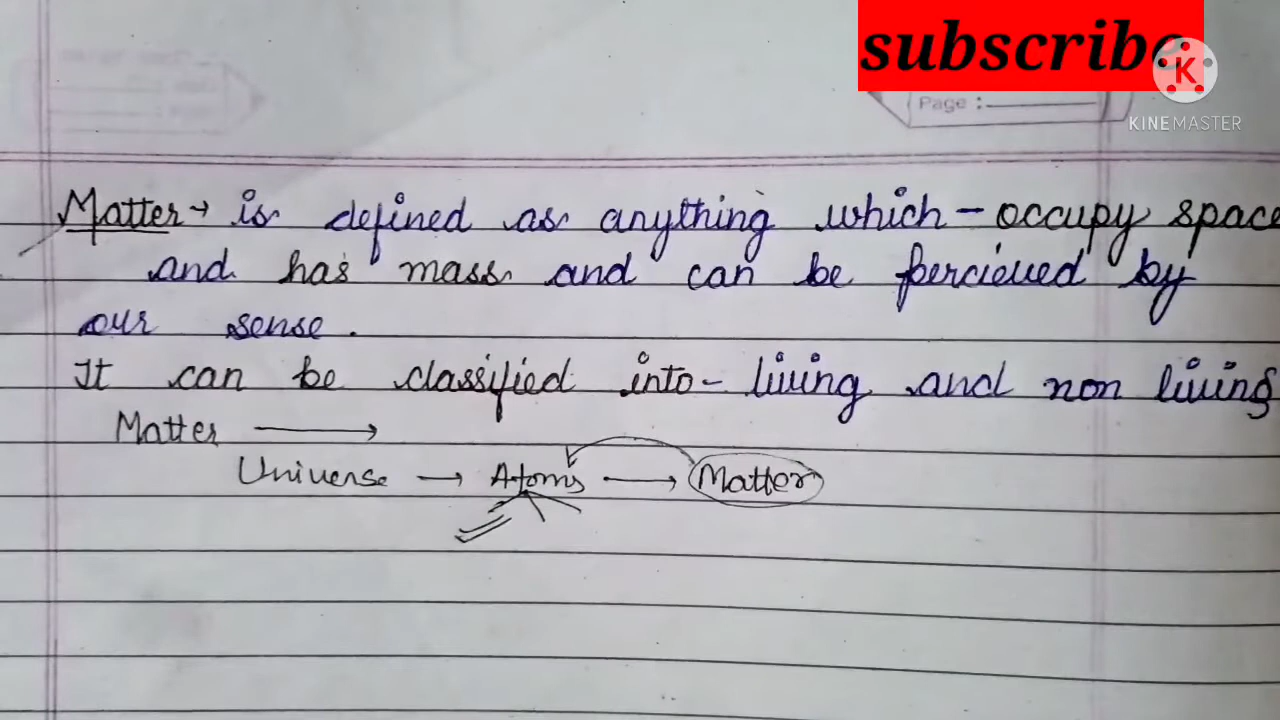 subscribe
KINEMASTER
Page :
Matter → is defined as anything which - occupy space
and has mass and can be percieved by
our sense.
It can be classified into - living and non living
Matter →
Universe → Atoms → Matter